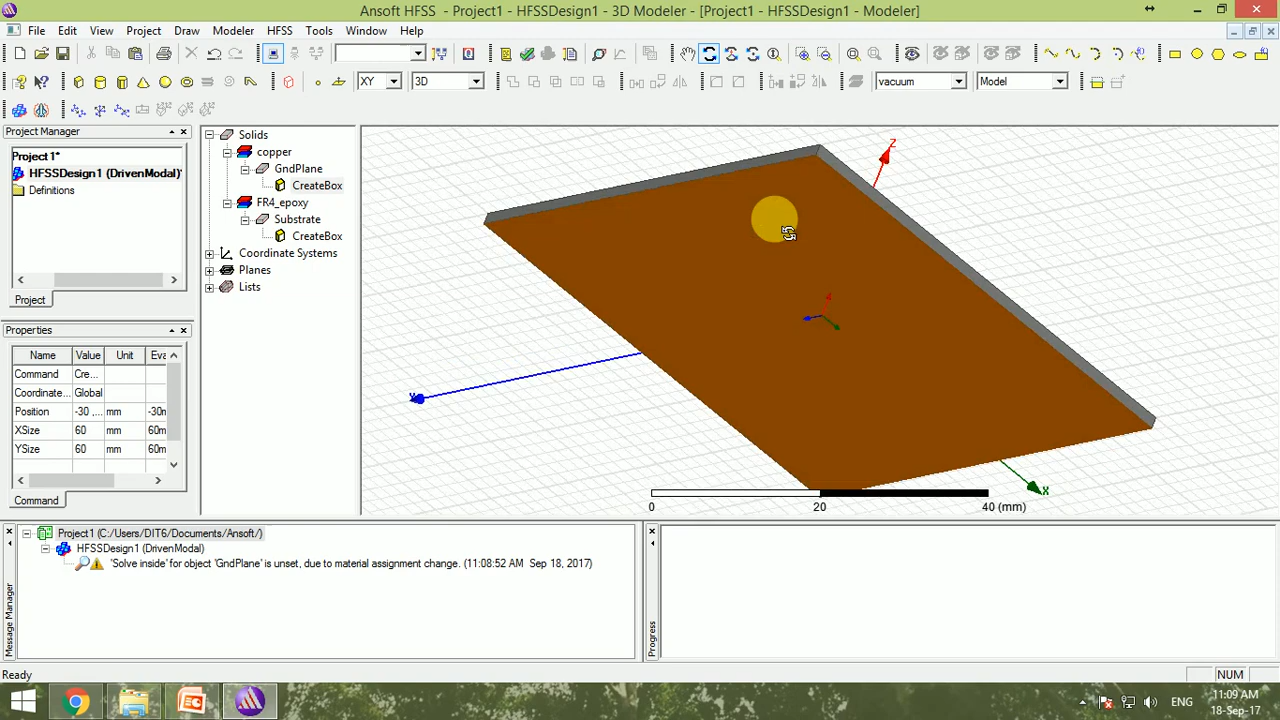 Ansoft HFSS - Project1 - HFSSDesign1 - 3D Modeler - [Project1 - HFSSDesign1 - Modeler]
File Edit View Project Draw Modeler HFSS Tools Window Help
XY 3D vacuum Model
Project Manager
Project1*
HFSSDesign1 (DrivenModal)*
Definitions
Project
Solids
copper
GndPlane
CreateBox
FR4_epoxy
Substrate
CreateBox
Coordinate Systems
Planes
Lists
Properties
Name Value Unit Eva
Command Cre...
Coordinate... Global
Position -30 ,... mm -30m
XSize 60 mm 60m
YSize 60 mm 60m
Command
Z
X
0 20 40 (mm)
Message Manager
Project1 (C:/Users/DIT6/Documents/Ansoft/)
HFSSDesign1 (DrivenModal)
'Solve inside' for object 'GndPlane' is unset, due to material assignment change. (11:08:52 AM Sep 18, 2017)
Progress
Ready
NUM
ENG
11:09 AM
18-Sep-17